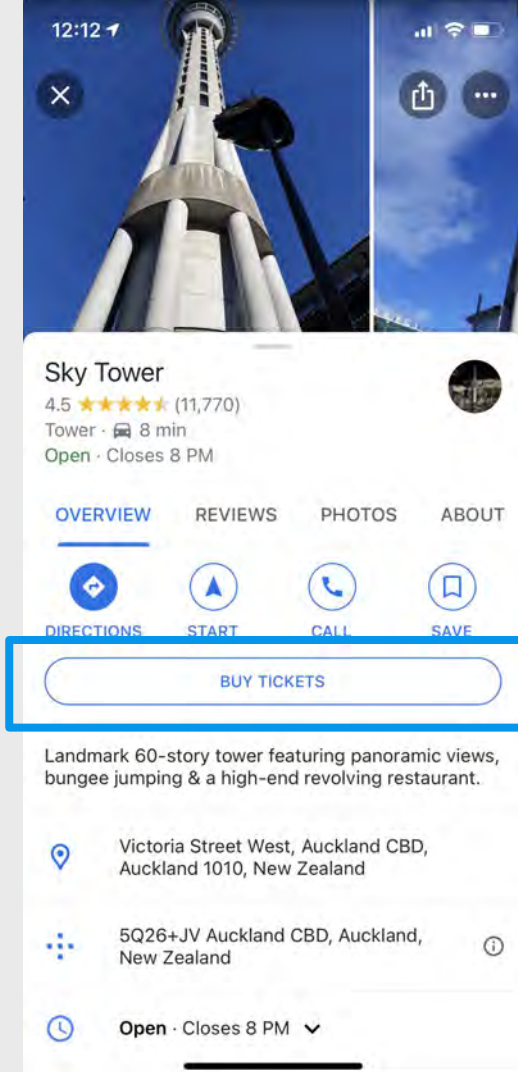 12:12
Sky Tower
4.5 (11,770)
Tower · 8 min
Open · Closes 8 PM
OVERVIEW REVIEWS PHOTOS ABOUT
DIRECTIONS START CALL SAVE
BUY TICKETS
Landmark 60-story tower featuring panoramic views,
bungee jumping & a high-end revolving restaurant.
Victoria Street West, Auckland CBD,
Auckland 1010, New Zealand
5Q26+JV Auckland CBD, Auckland,
New Zealand
Open · Closes 8 PM